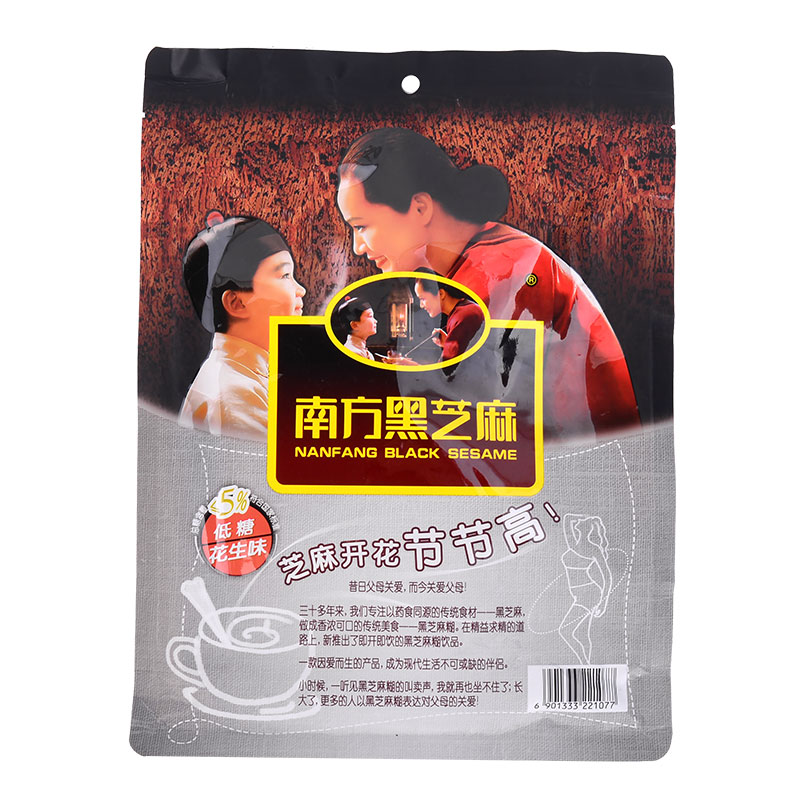 ®
南方黑芝麻
NANFANG BLACK SESAME
≤5%
低糖
花生味
芝麻开花节节高!
昔日父母关爱,而今关爱父母!
三十多年来,我们专注以药食同源的传统食材——黑芝麻,
做成香浓可口的传统美食——黑芝麻糊。在精益求精的道
路上,新推出了即开即饮的黑芝麻糊饮品。
一款因爱而生的产品,成为现代生活不可或缺的伴侣。
小时候,一听见黑芝麻糊的叫卖声,我就再也坐不住了;长
大了,更多的人以黑芝麻糊表达对父母的关爱!
6 901333 221077